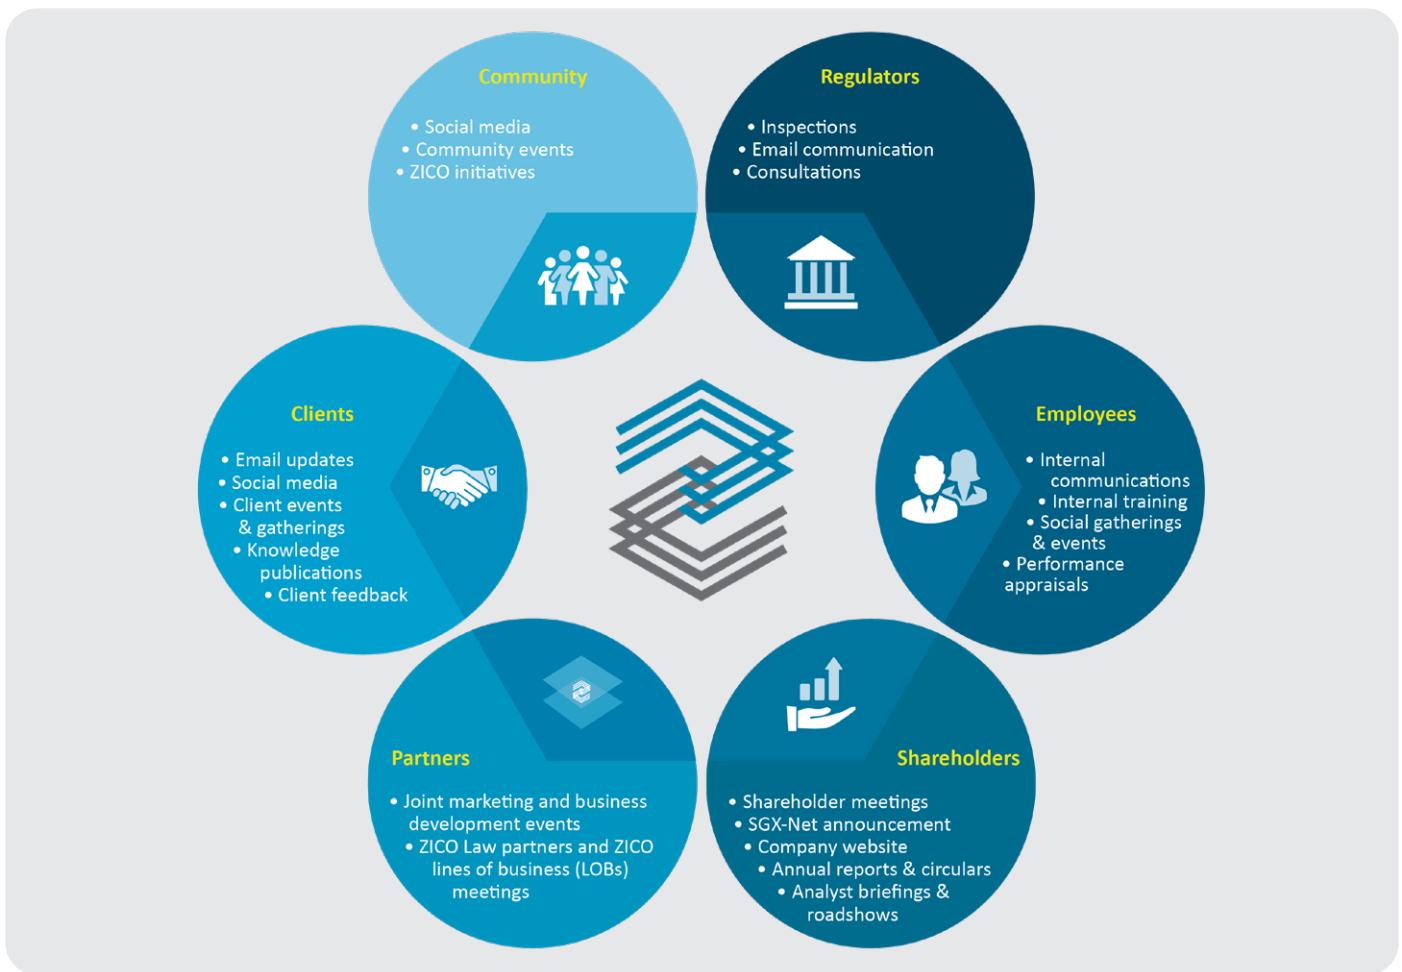 Community
• Social media
• Community events
• ZICO initiatives
Regulators
• Inspections
• Email communication
• Consultations
Clients
• Email updates
• Social media
• Client events
& gatherings
• Knowledge
publications
• Client feedback
Employees
• Internal
communications
• Internal training
• Social gatherings
& events
• Performance
appraisals
Partners
• Joint marketing and business
development events
• ZICO Law partners and ZICO
lines of business (LOBs)
meetings
Shareholders
• Shareholder meetings
• SGX-Net announcement
• Company website
• Annual reports & circulars
• Analyst briefings &
roadshows